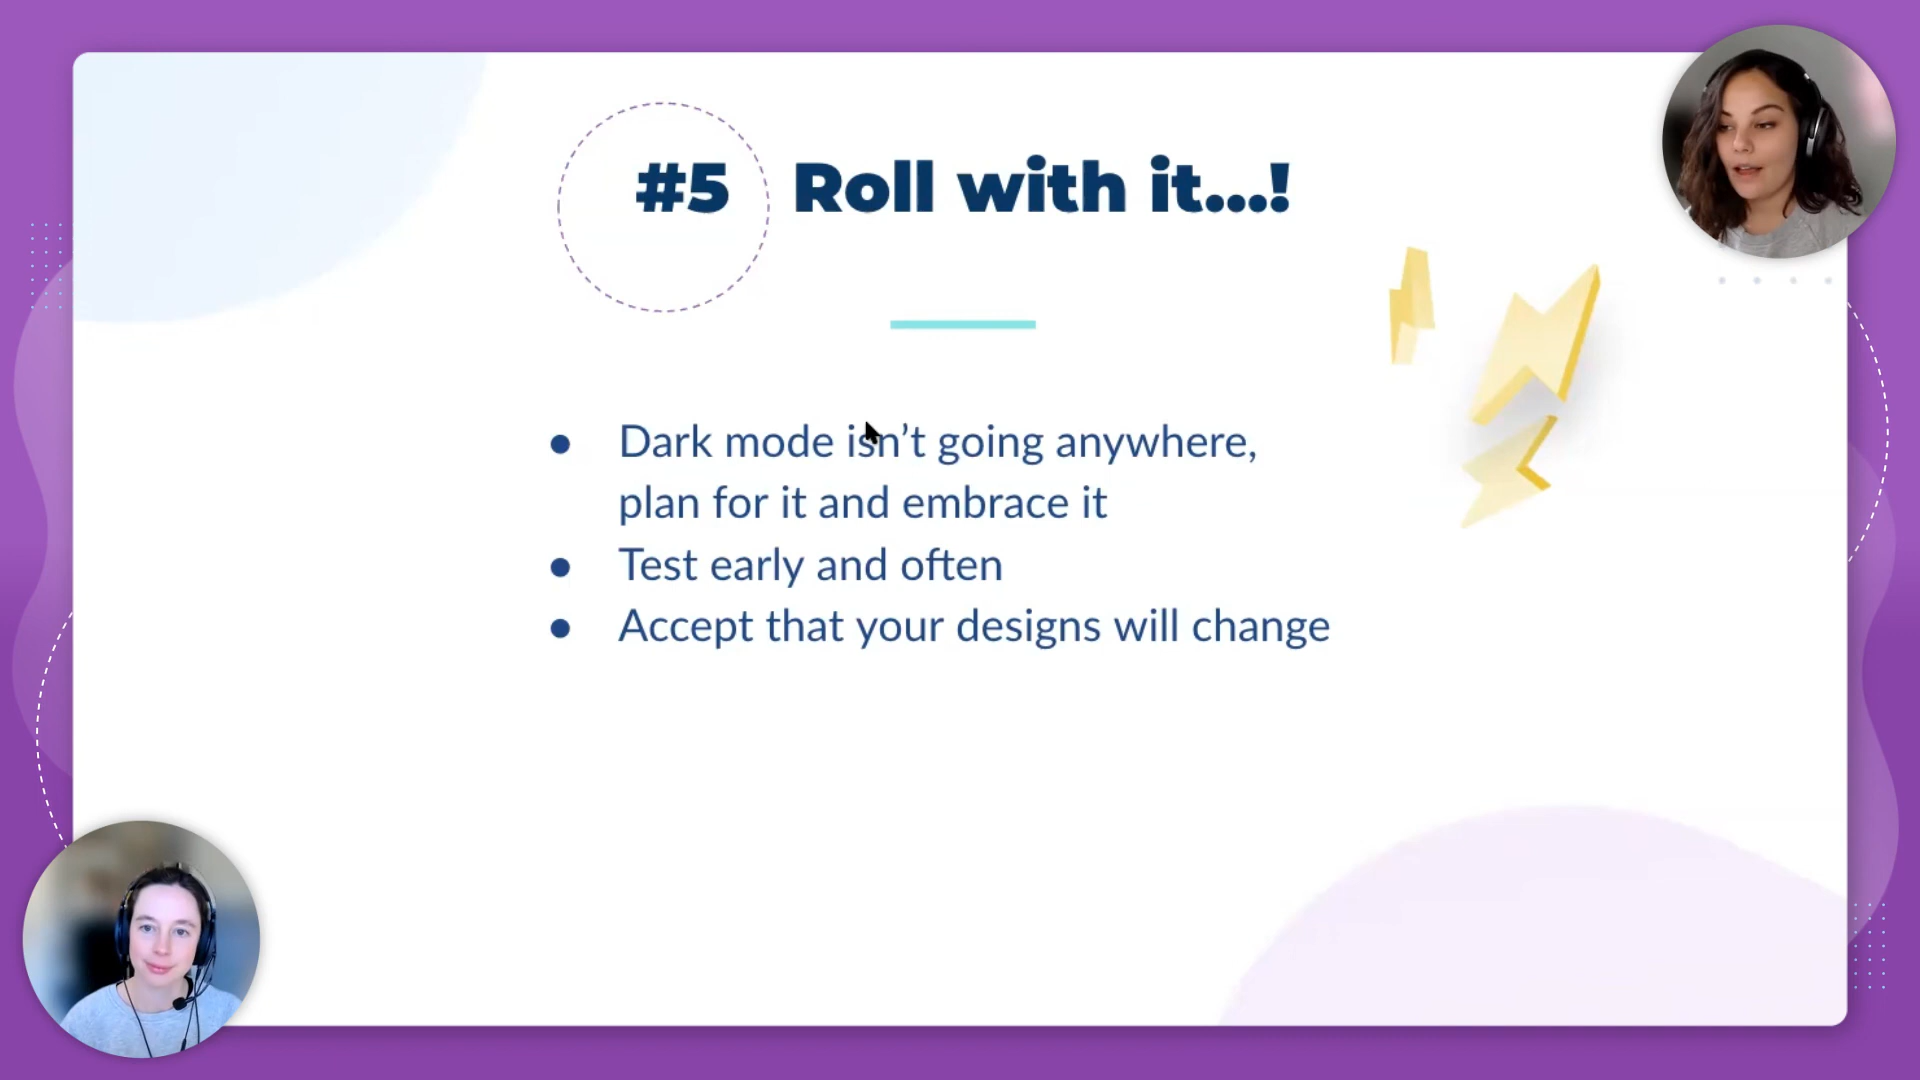 #5 Roll with it...!
● Dark mode isn’t going anywhere,
plan for it and embrace it
● Test early and often
● Accept that your designs will change